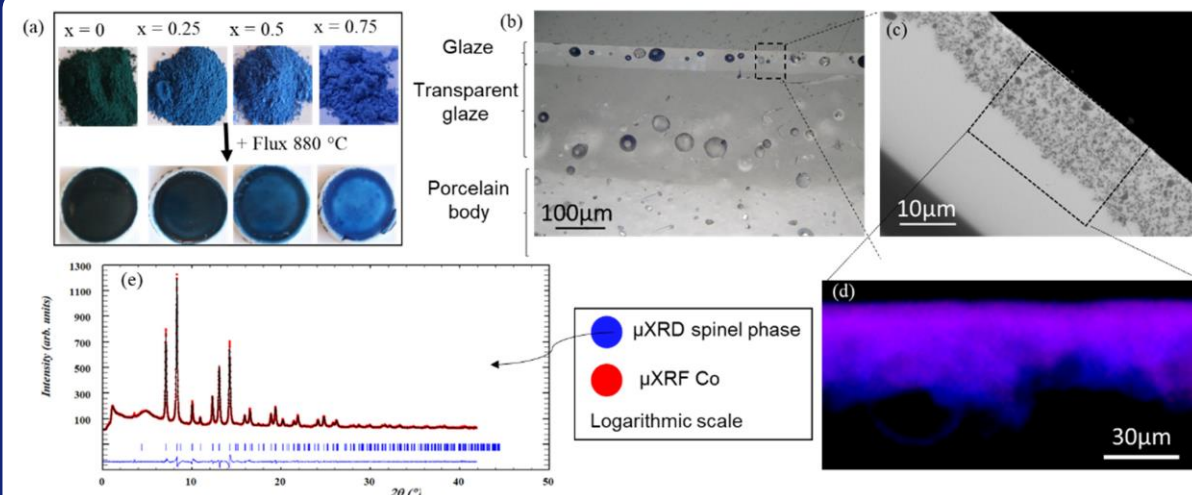 (a)
x = 0 x = 0.25 x = 0.5 x = 0.75
+ Flux 880 °C
(b)
Glaze
Transparent
glaze
Porcelain
body
100µm
(c)
10µm
(d)
30µm
(e)
Intensity (arb. units)
1300
1100
900
700
500
300
100
0 10 20 30 40 50
2θ (°)
µXRD spinel phase
µXRF Co
Logarithmic scale